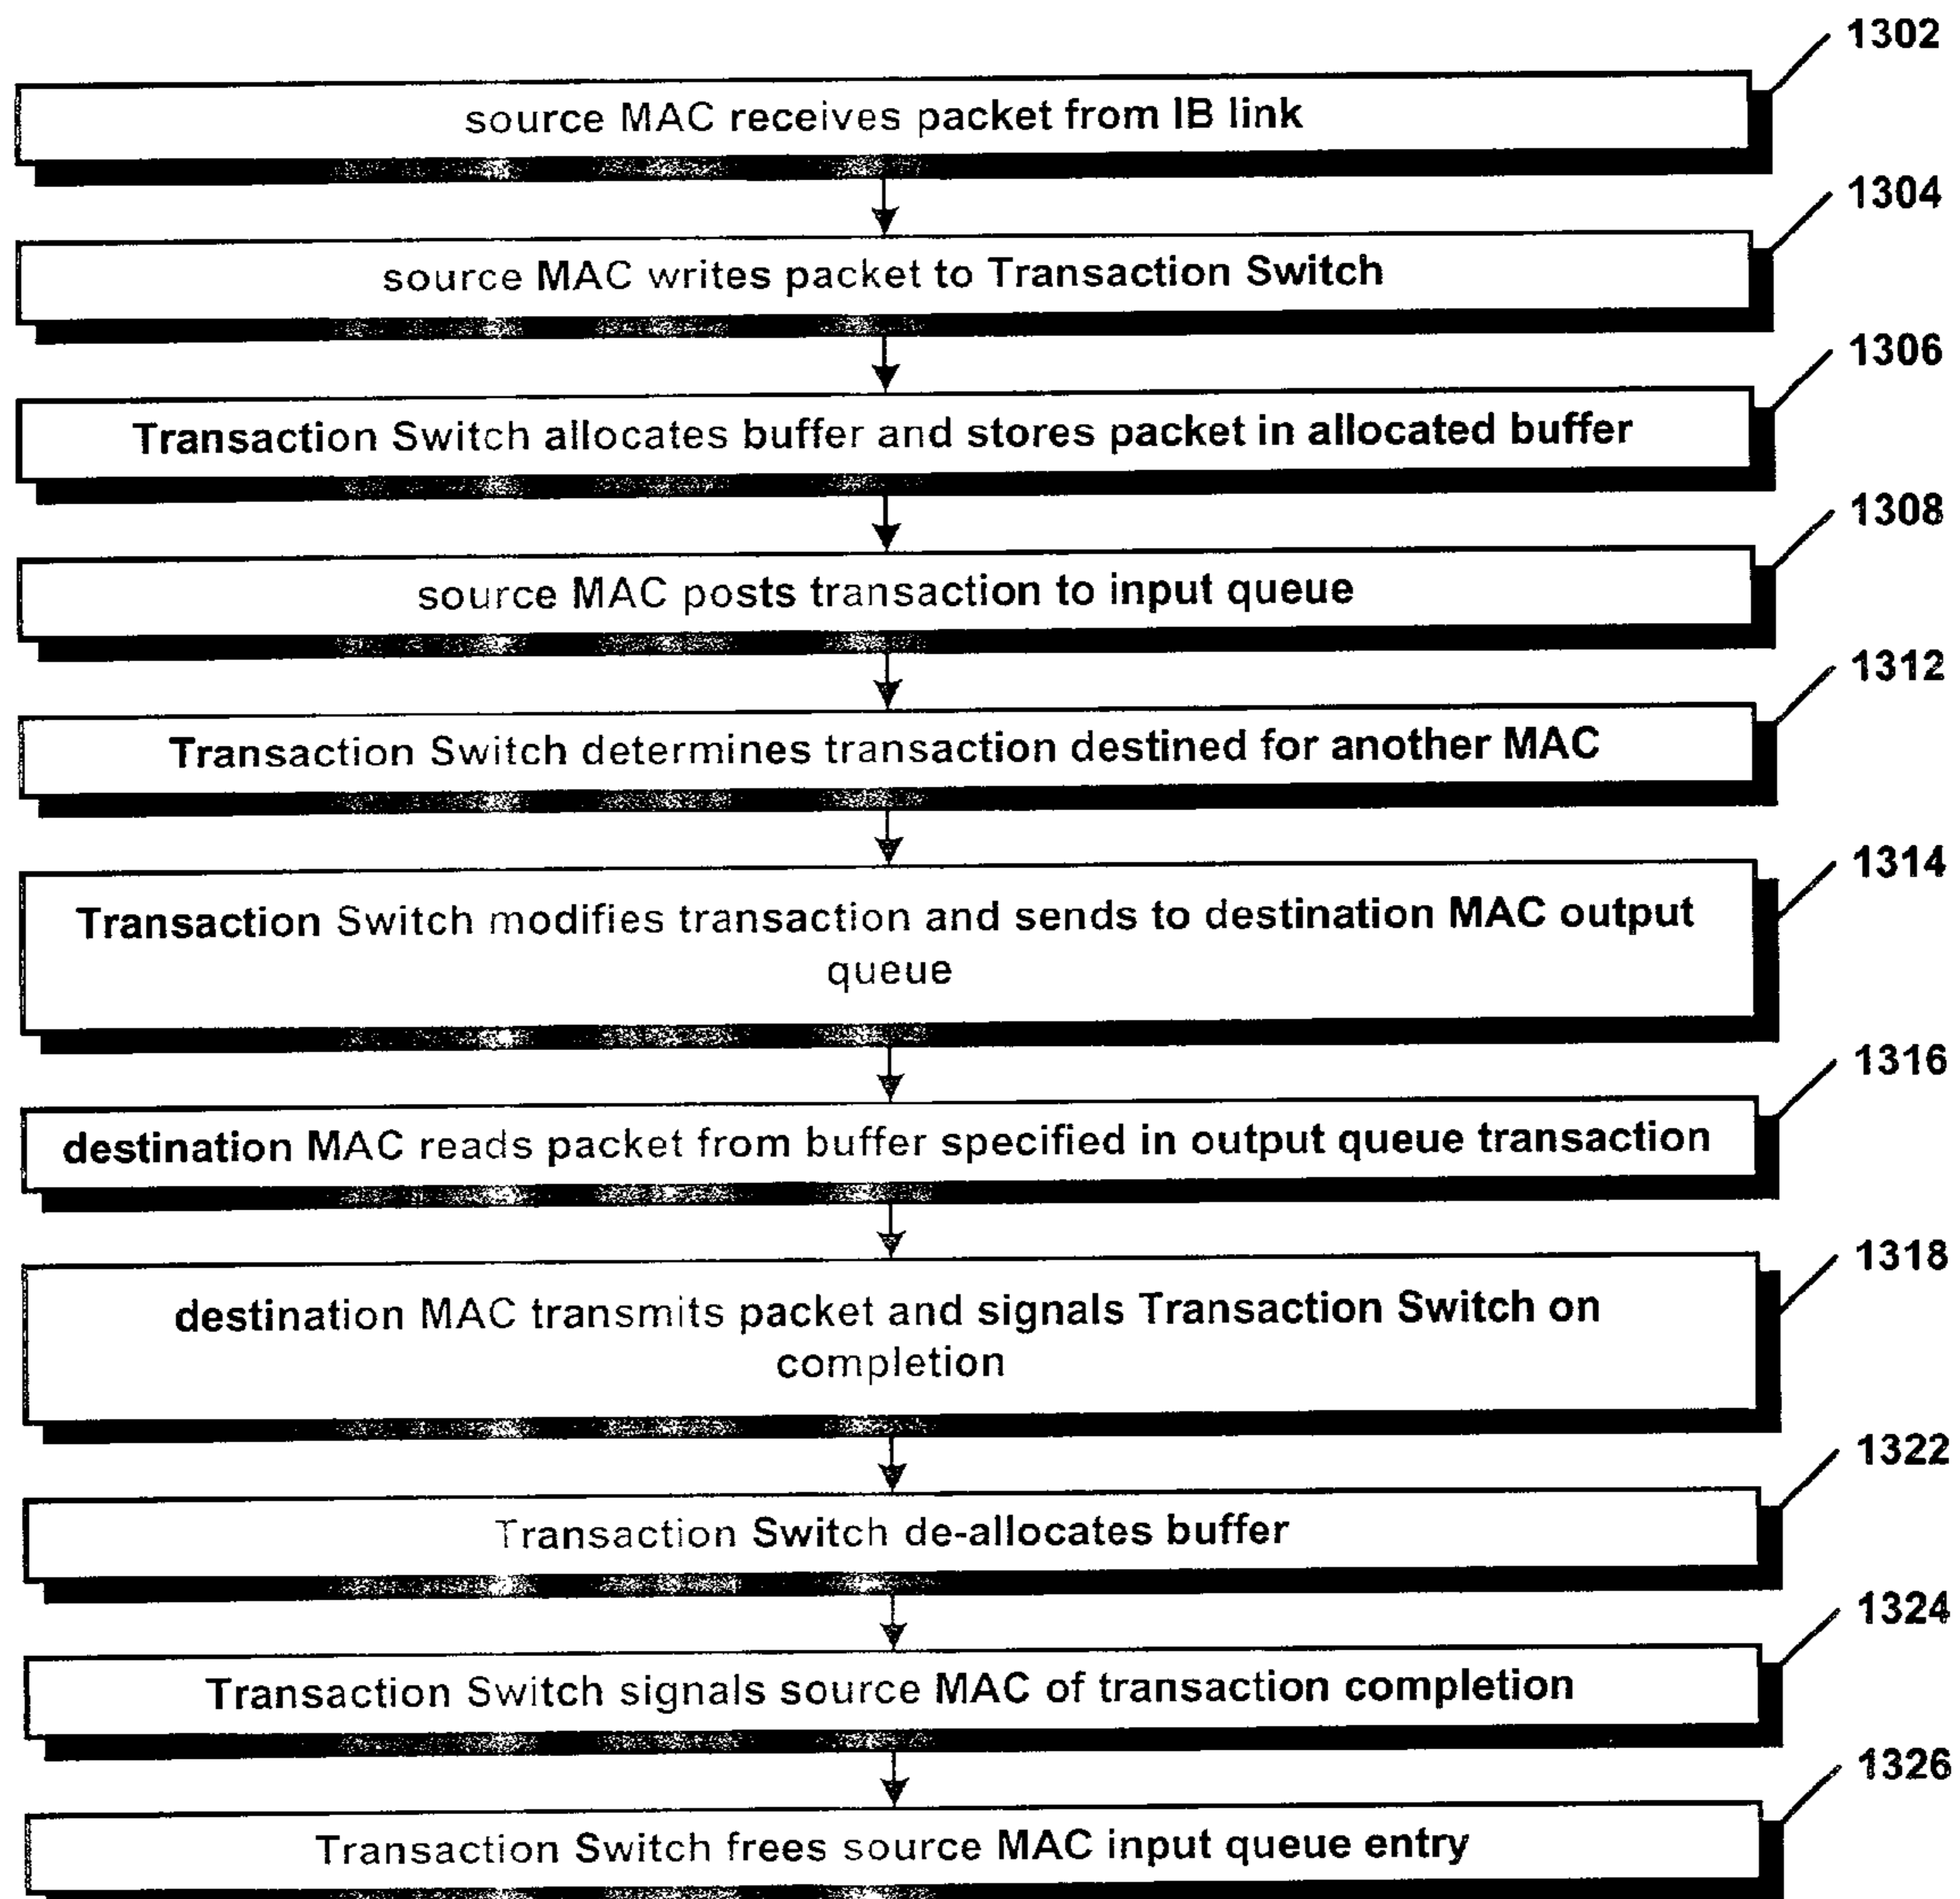 1302
source MAC receives packet from IB link
1304
source MAC writes packet to Transaction Switch
1306
Transaction Switch allocates buffer and stores packet in allocated buffer
1308
source MAC posts transaction to input queue
1312
Transaction Switch determines transaction destined for another MAC
1314
Transaction Switch modifies transaction and sends to destination MAC output
queue
1316
destination MAC reads packet from buffer specified in output queue transaction
1318
destination MAC transmits packet and signals Transaction Switch on
completion
1322
Transaction Switch de-allocates buffer
1324
Transaction Switch signals source MAC of transaction completion
1326
Transaction Switch frees source MAC input queue entry